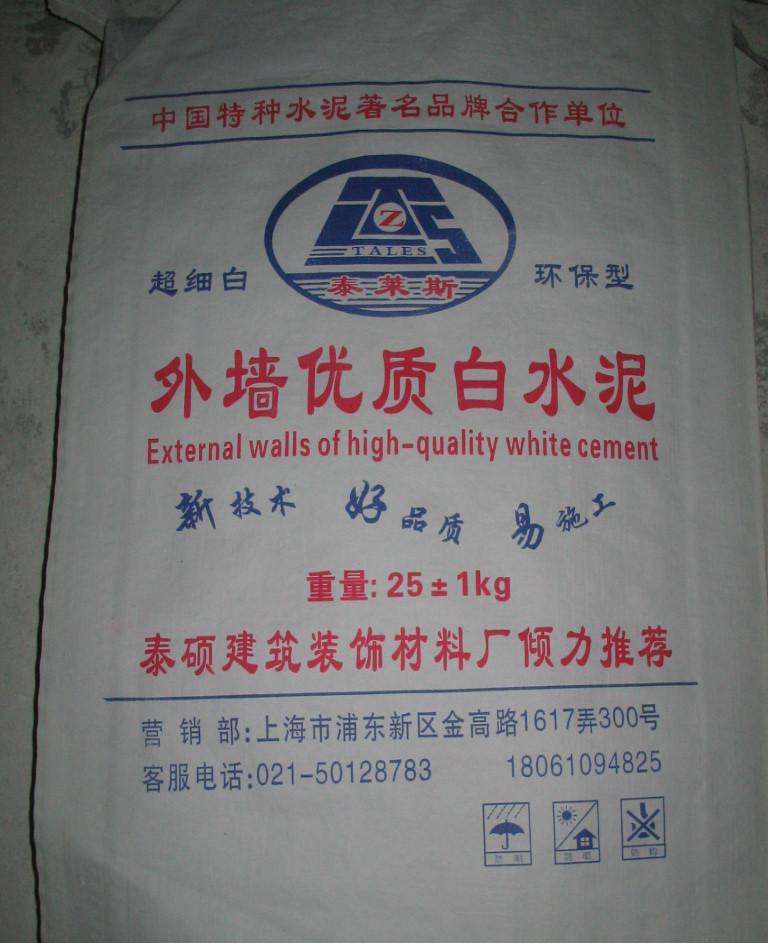 中国特种水泥著名品牌合作单位
Z
TALES
超细白 泰莱斯 环保型
外墙优质白水泥
External walls of high-quality white cement
新技术 好品质 易施工
重量: 25±1kg
泰硕建筑装饰材料厂倾力推荐
营 销 部:上海市浦东新区金高路1617弄300号
客服电话:021-50128783 18061094825